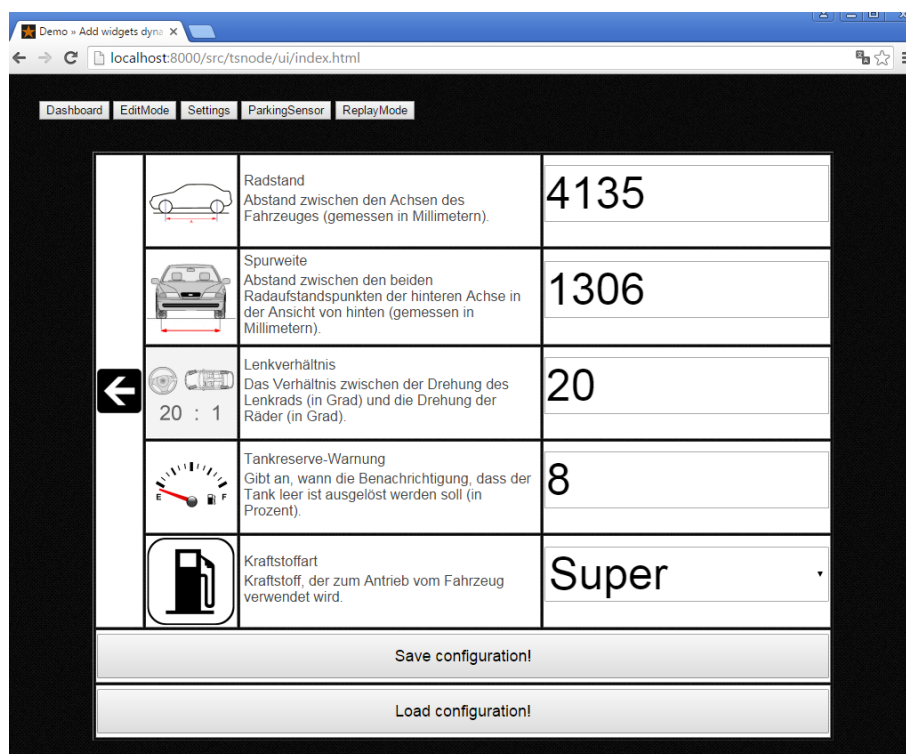 Demo » Add widgets dyna
localhost:8000/src/tsnode/ui/index.html
Dashboard EditMode Settings ParkingSensor ReplayMode
Radstand
Abstand zwischen den Achsen des
Fahrzeuges (gemessen in Millimetern).
4135
Spurweite
Abstand zwischen den beiden
Radaufstandspunkten der hinteren Achse in
der Ansicht von hinten (gemessen in
Millimetern).
1306
20 : 1
Lenkverhältnis
Das Verhältnis zwischen der Drehung des
Lenkrads (in Grad) und die Drehung der
Räder (in Grad).
20
E F
Tankreserve-Warnung
Gibt an, wann die Benachrichtigung, dass der
Tank leer ist ausgelöst werden soll (in
Prozent).
8
Kraftstoffart
Kraftstoff, der zum Antrieb vom Fahrzeug
verwendet wird.
Super
Save configuration!
Load configuration!